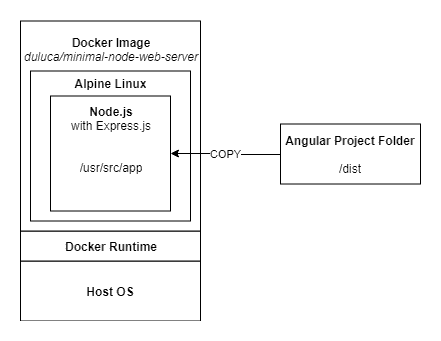 Docker Image
duluca/minimal-node-web-server
Alpine Linux
Node.js
with Express.js
/usr/src/app
COPY
Angular Project Folder
/dist
Docker Runtime
Host OS